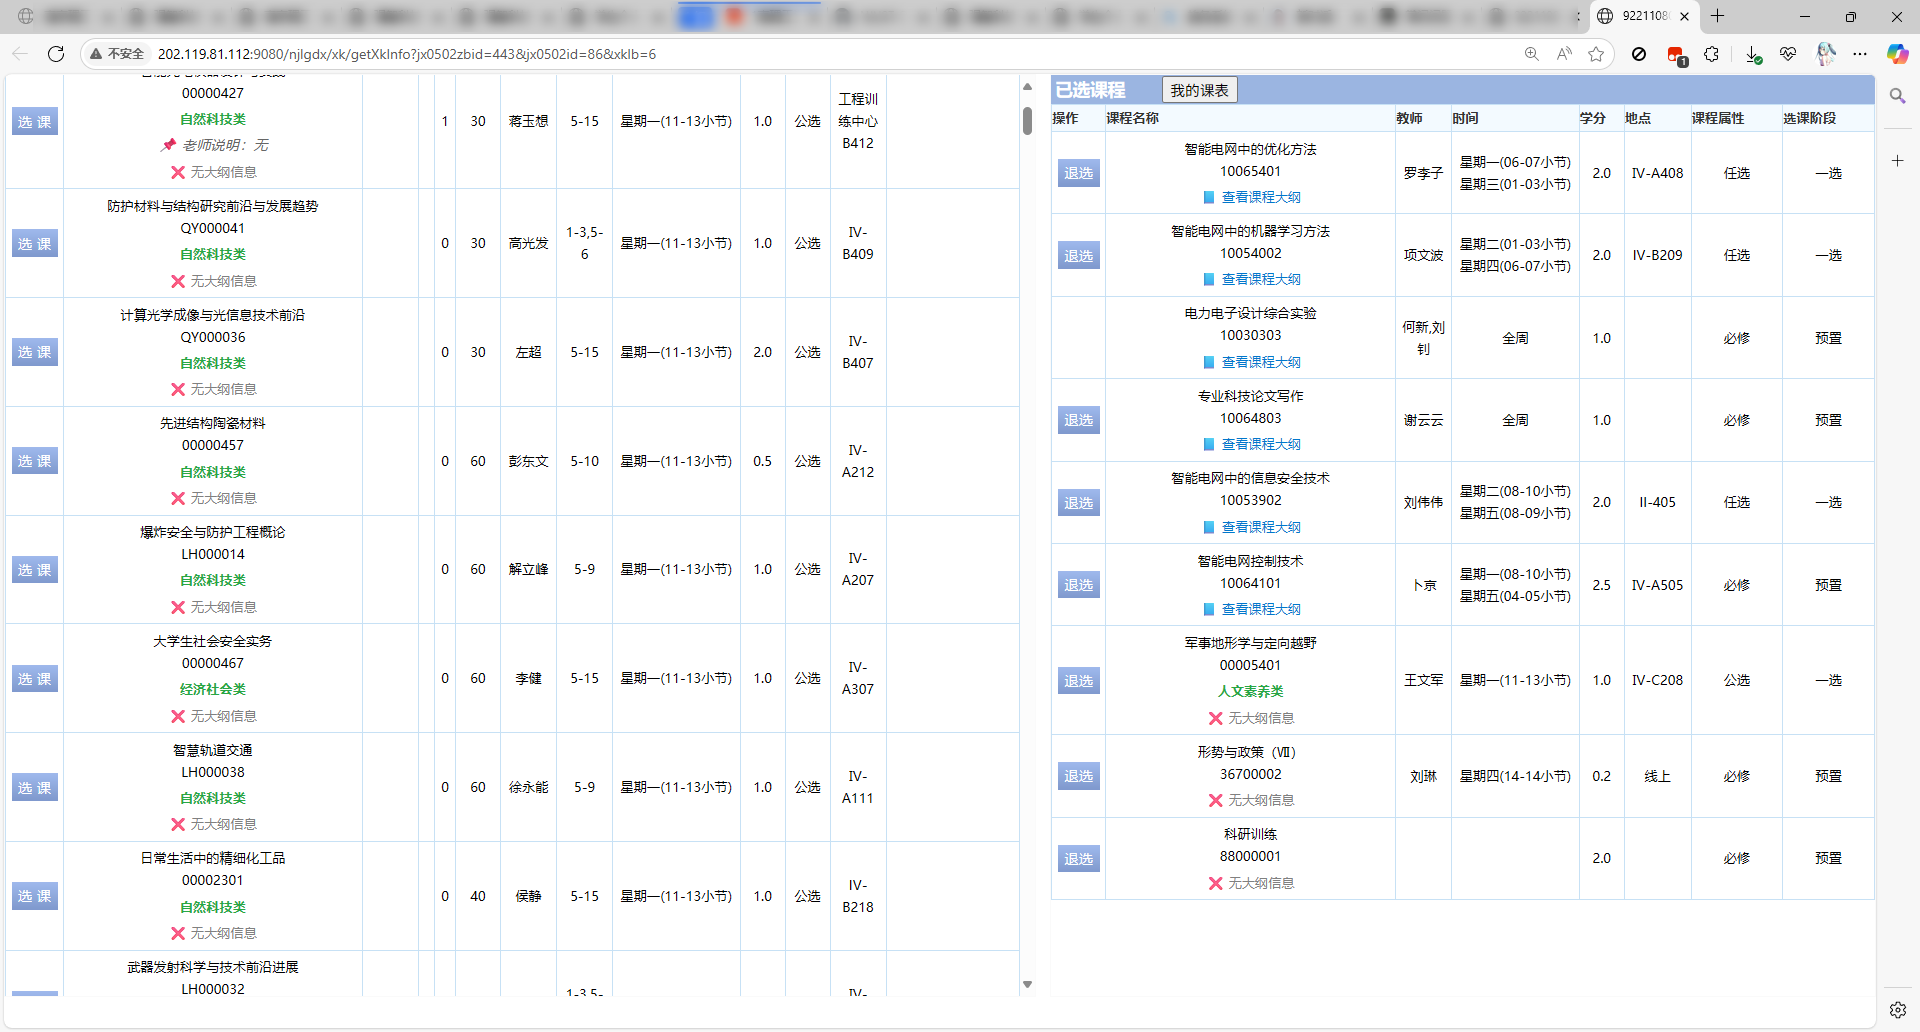 9221108
不安全
202.119.81.112:9080/njlgdx/xk/getXkInfo?jx0502zbid=443&jx0502id=86&xklb=6
选 课
00000427
自然科技类
老师说明：无
无大纲信息
1 30 蒋玉想 5-15 星期一(11-13小节) 1.0 公选 工程训练中心B412
选 课
防护材料与结构研究前沿与发展趋势
QY000041
自然科技类
无大纲信息
0 30 高光发 1-3,5-6 星期一(11-13小节) 1.0 公选 IV-B409
选 课
计算光学成像与光信息技术前沿
QY000036
自然科技类
无大纲信息
0 30 左超 5-15 星期一(11-13小节) 2.0 公选 IV-B407
选 课
先进结构陶瓷材料
00000457
自然科技类
无大纲信息
0 60 彭东文 5-10 星期一(11-13小节) 0.5 公选 IV-A212
选 课
爆炸安全与防护工程概论
LH000014
自然科技类
无大纲信息
0 60 解立峰 5-9 星期一(11-13小节) 1.0 公选 IV-A207
选 课
大学生社会安全实务
00000467
经济社会类
无大纲信息
0 60 李健 5-15 星期一(11-13小节) 1.0 公选 IV-A307
选 课
智慧轨道交通
LH000038
自然科技类
无大纲信息
0 60 徐永能 5-9 星期一(11-13小节) 1.0 公选 IV-A111
选 课
日常生活中的精细化工品
00002301
自然科技类
无大纲信息
0 40 侯静 5-15 星期一(11-13小节) 1.0 公选 IV-B218
武器发射科学与技术前沿进展
LH000032
1-3,5- IV-
已选课程 我的课表
操作 课程名称 教师 时间 学分 地点 课程属性 选课阶段
退选
智能电网中的优化方法
10065401
查看课程大纲
罗李子 星期一(06-07小节) 星期三(01-03小节) 2.0 IV-A408 任选 一选
退选
智能电网中的机器学习方法
10054002
查看课程大纲
项文波 星期二(01-03小节) 星期四(06-07小节) 2.0 IV-B209 任选 一选
电力电子设计综合实验
10030303
查看课程大纲
何新,刘钊 全周 1.0 必修 预置
退选
专业科技论文写作
10064803
查看课程大纲
谢云云 全周 1.0 必修 预置
退选
智能电网中的信息安全技术
10053902
查看课程大纲
刘伟伟 星期二(08-10小节) 星期五(08-09小节) 2.0 II-405 任选 一选
退选
智能电网控制技术
10064101
查看课程大纲
卜京 星期一(08-10小节) 星期五(04-05小节) 2.5 IV-A505 必修 预置
退选
军事地形学与定向越野
00005401
人文素养类
无大纲信息
王文军 星期一(11-13小节) 1.0 IV-C208 公选 一选
退选
形势与政策（Ⅶ）
36700002
无大纲信息
刘琳 星期四(14-14小节) 0.2 线上 必修 预置
退选
科研训练
88000001
无大纲信息
2.0 必修 预置